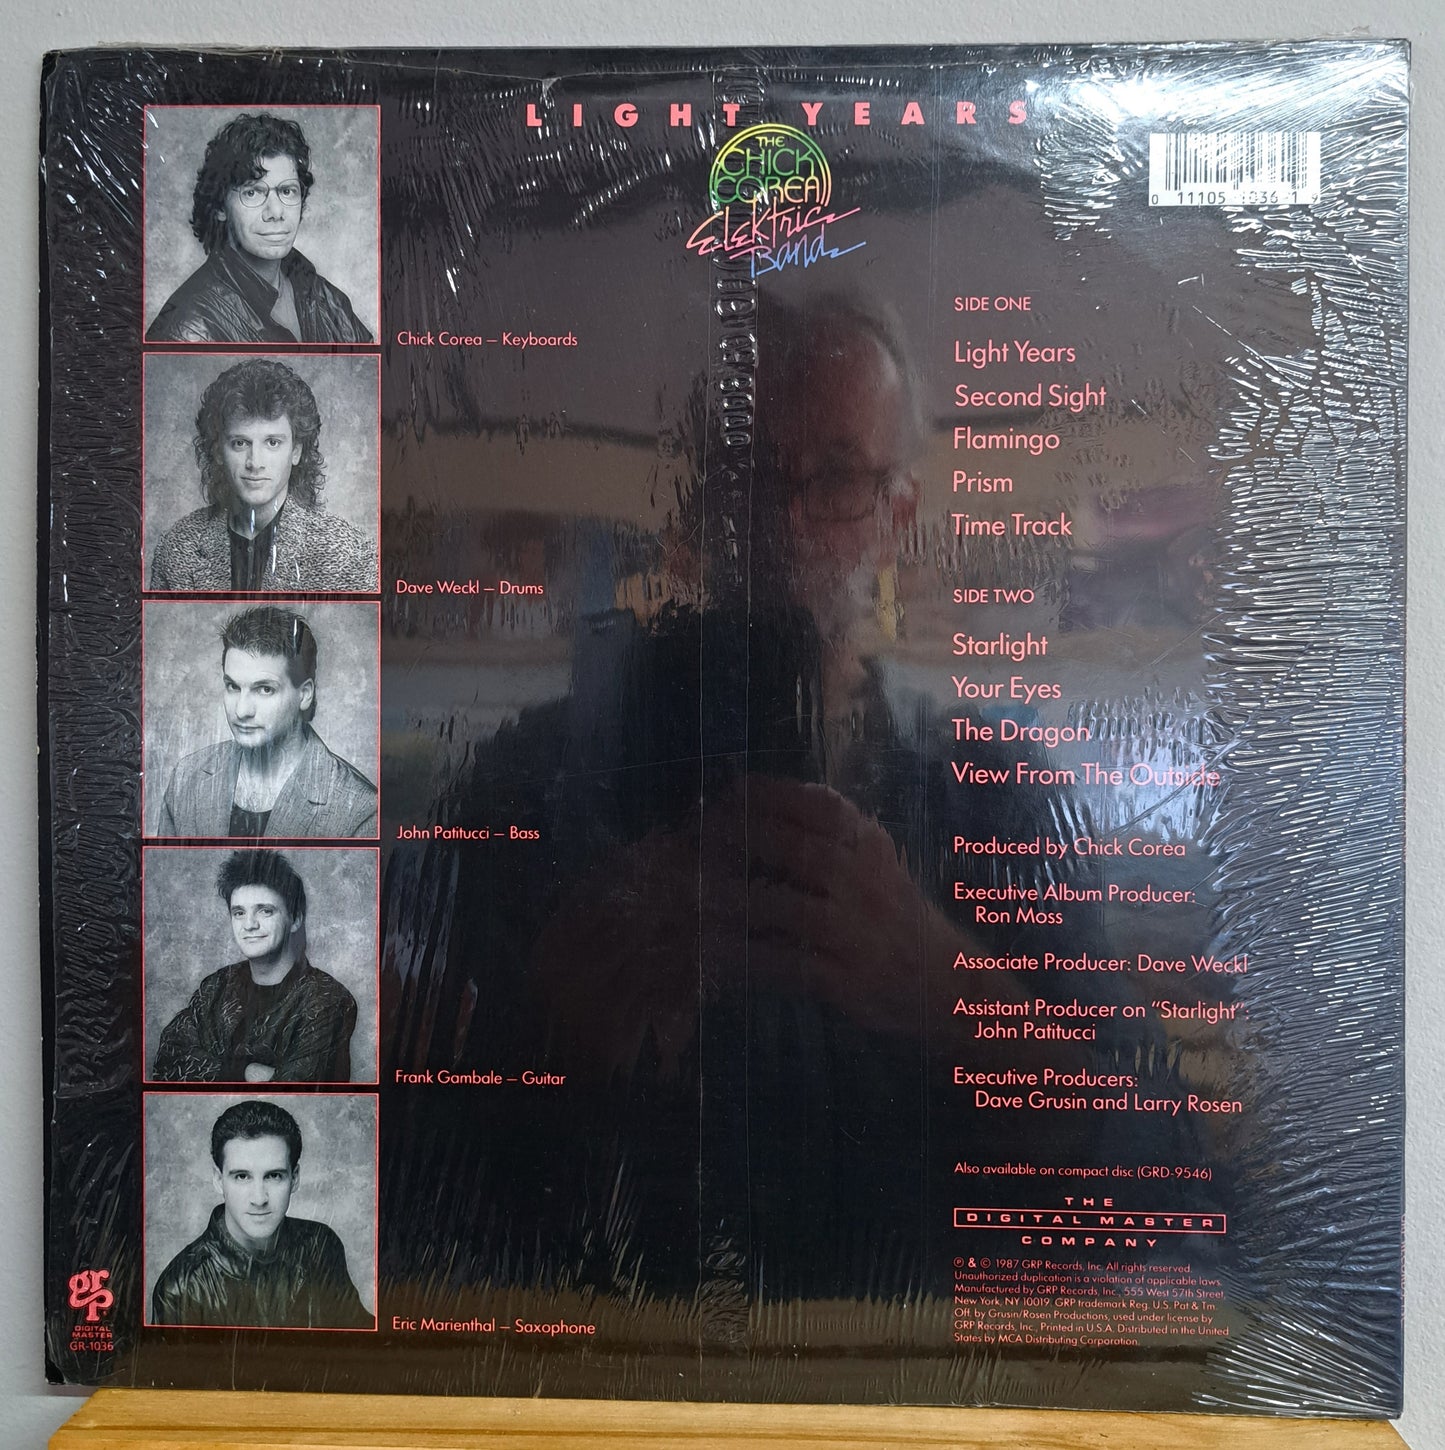 LIGHT YEARS
THE
CHICK
COREA
Elektric
Band
0 11105 1036-1 9
Chick Corea – Keyboards
Dave Weckl – Drums
John Patitucci – Bass
Frank Gambale – Guitar
Eric Marienthal – Saxophone
SIDE ONE
Light Years
Second Sight
Flamingo
Prism
Time Track
SIDE TWO
Starlight
Your Eyes
The Dragon
View From The Outside
Produced by Chick Corea
Executive Album Producer:
Ron Moss
Associate Producer: Dave Weckl
Assistant Producer on “Starlight”:
John Patitucci
Executive Producers:
Dave Grusin and Larry Rosen
Also available on compact disc (GRD-9546)
THE
DIGITAL MASTER
COMPANY
℗ & © 1987 GRP Records, Inc. All rights reserved.
Unauthorized duplication is a violation of applicable laws.
Manufactured by GRP Records, Inc., 555 West 57th Street,
New York, NY 10019. GRP trademark Reg. U.S. Pat & Tm.
Off. by Grusin/Rosen Productions, used under license by
GRP Records, Inc., Printed in U.S.A. Distributed in the United
States by MCA Distributing Corporation.
grp
DIGITAL
MASTER
GR-1036